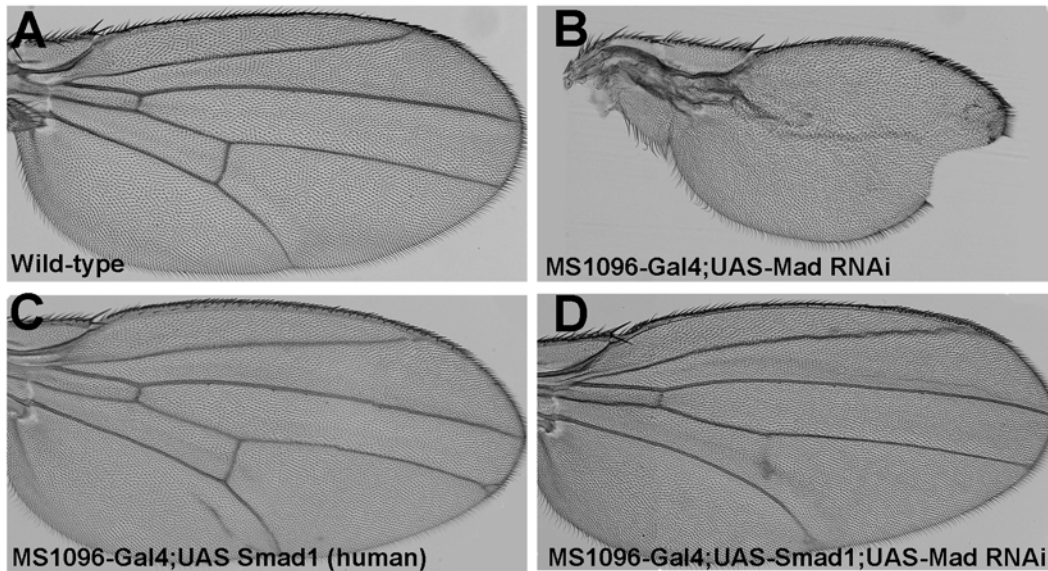 A
Wild-type
B
MS1096-Gal4;UAS-Mad RNAi
C
MS1096-Gal4;UAS Smad1 (human)
D
MS1096-Gal4;UAS-Smad1;UAS-Mad RNAi